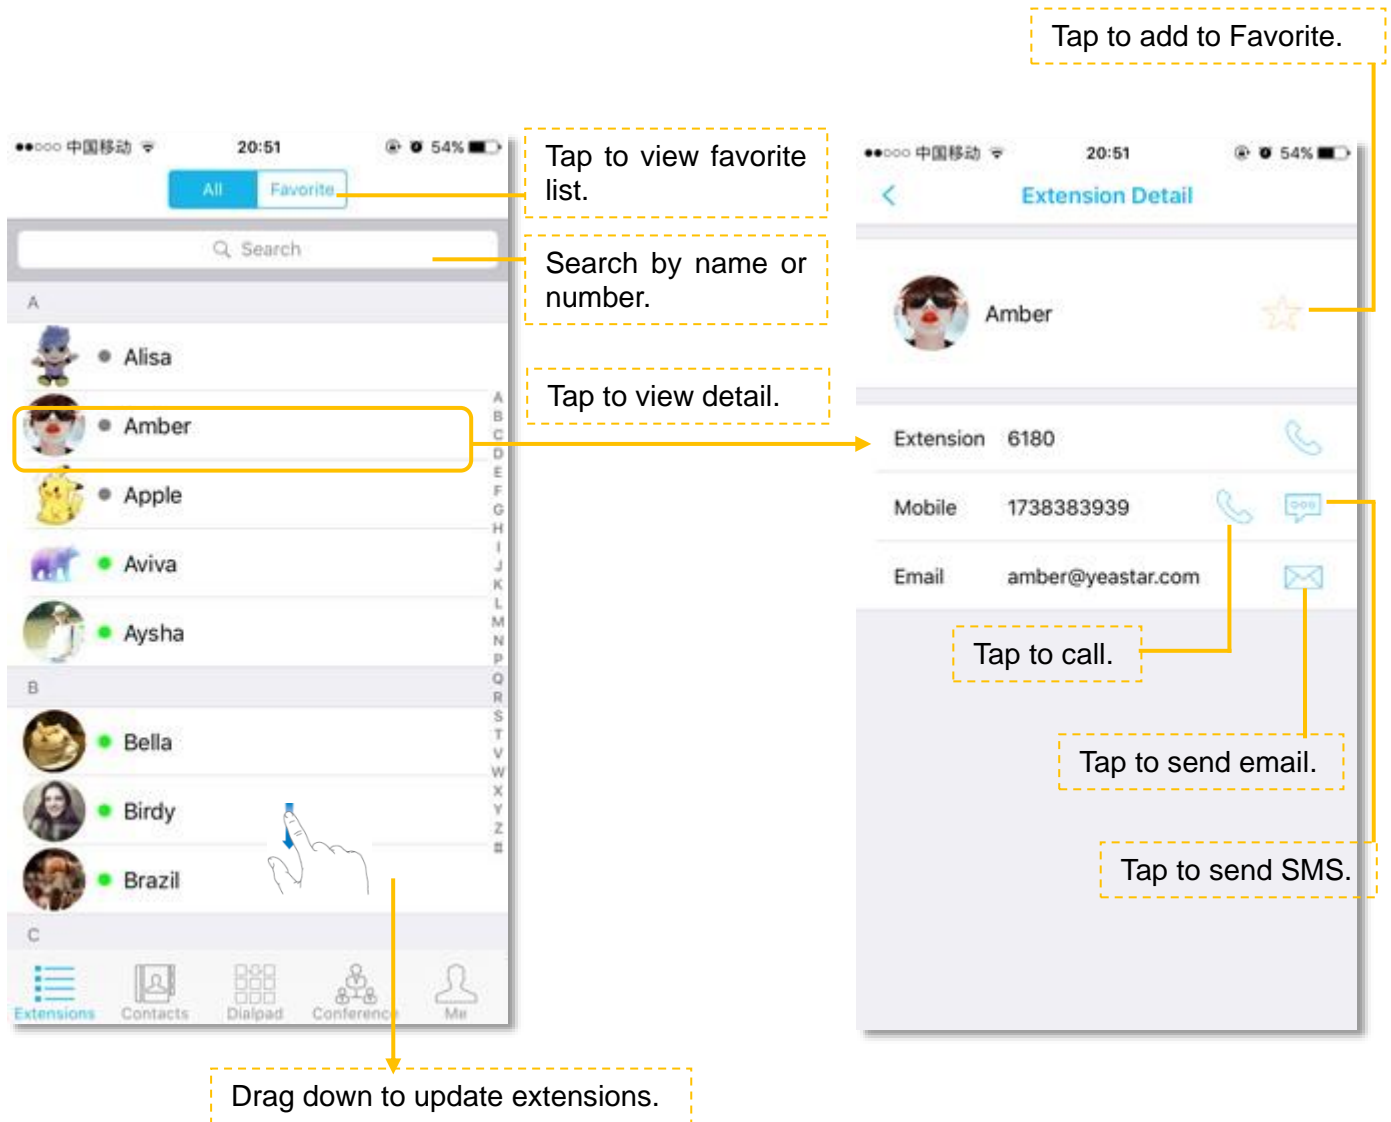 Tap to add to Favorite.
中国移动 20:51 54%
All Favorite
Search
A
Alisa
Amber
Apple
Aviva
Aysha
B
Bella
Birdy
Brazil
C
A
B
C
D
E
F
G
H
I
J
K
L
M
N
P
Q
R
S
T
V
W
X
Y
Z
#
Extensions Contacts Dialpad Conference Me
Tap to view favorite
list.
Search by name or
number.
Tap to view detail.
Drag down to update extensions.
中国移动 20:51 54%
Extension Detail
Amber
Extension 6180
Mobile 1738383939
Email amber@yeastar.com
Tap to call.
Tap to send email.
Tap to send SMS.